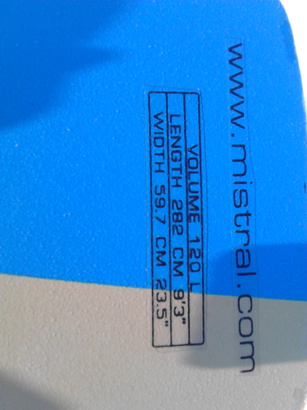 www.mistral.com
VOLUME 120 L
LENGTH 282 CM 9'3"
WIDTH 59.7 CM 23.5"